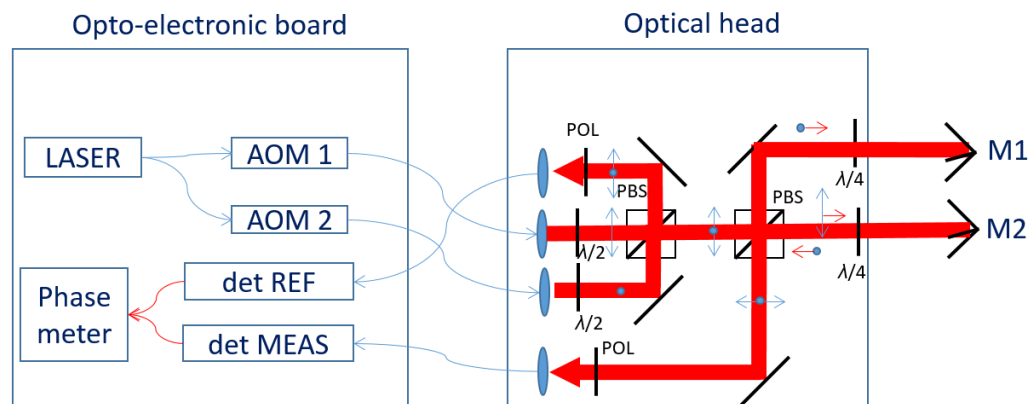 Opto-electronic board
Optical head
LASER
AOM 1
AOM 2
det REF
det MEAS
Phase
meter
POL
PBS
λ/2
λ/2
POL
PBS
λ/4
λ/4
M1
M2